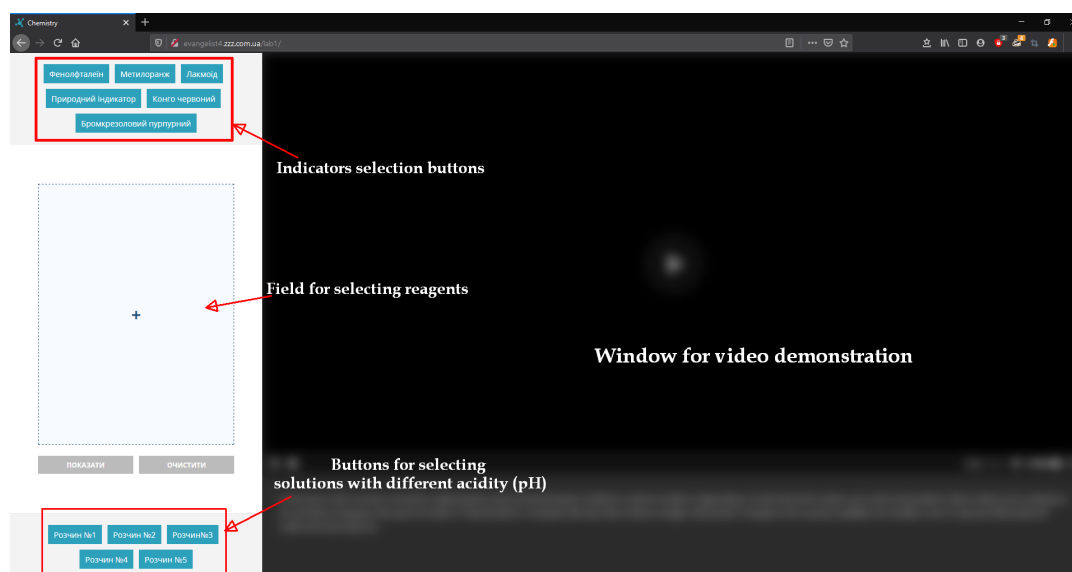 Chemistry
evangelist4.zzz.com.ua/lab1/
Фенолфталеїн Метилоранж Лакмоїд
Природний індикатор Конго червоний
Бромкрезоловий пурпурний
Indicators selection buttons
Field for selecting reagents
+
Window for video demonstration
ПОКАЗАТИ ОЧИСТИТИ
Buttons for selecting
solutions with different acidity (pH)
Розчин №1 Розчин №2 Розчин№3
Розчин №4 Розчин №5